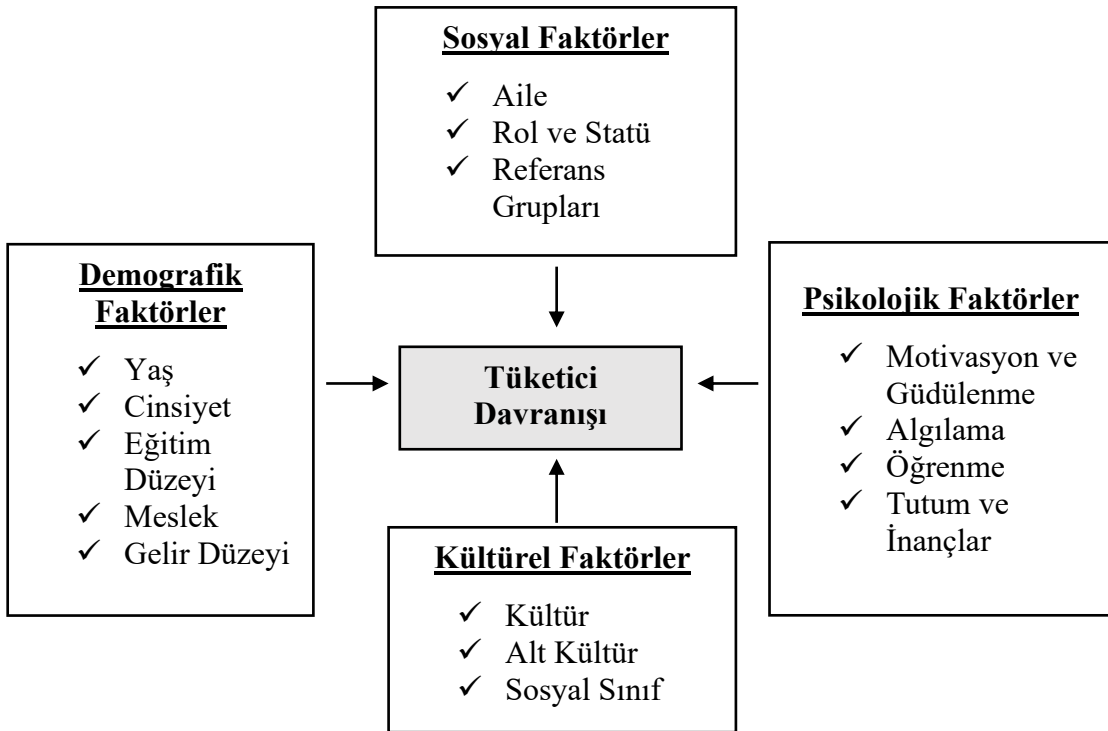 Sosyal Faktörler
✓ Aile
✓ Rol ve Statü
✓ Referans
Grupları
Demografik
Faktörler
✓ Yaş
✓ Cinsiyet
✓ Eğitim
Düzeyi
✓ Meslek
✓ Gelir Düzeyi
Tüketici
Davranışı
Psikolojik Faktörler
✓ Motivasyon ve
Güdülenme
✓ Algılama
✓ Öğrenme
✓ Tutum ve
İnançlar
Kültürel Faktörler
✓ Kültür
✓ Alt Kültür
✓ Sosyal Sınıf